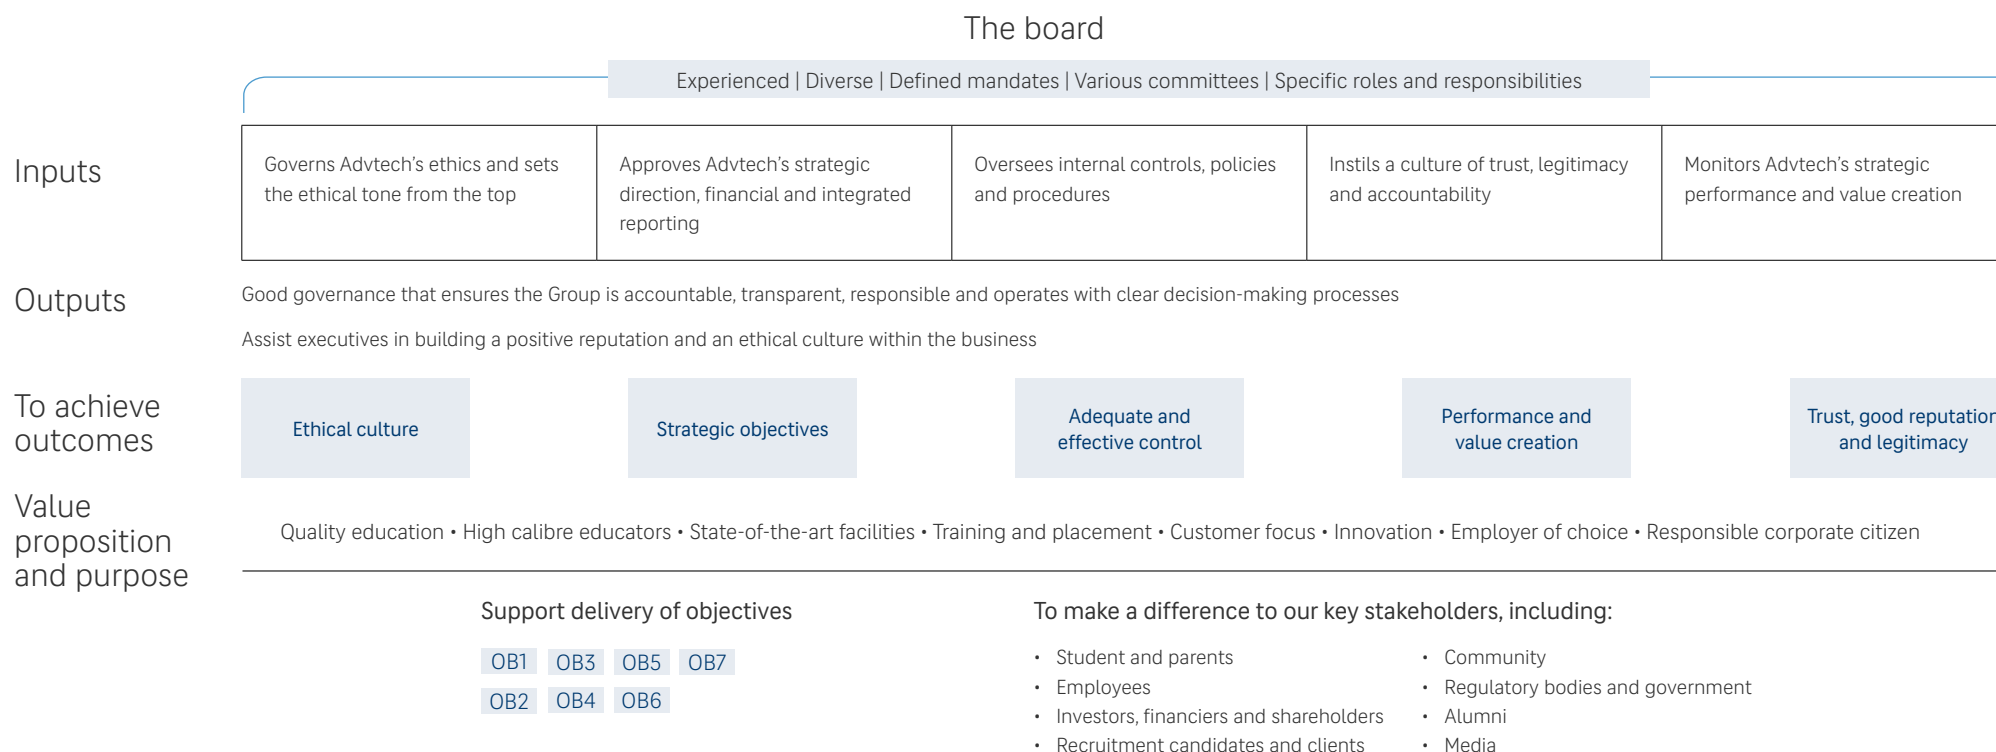 The board
Experienced | Diverse | Defined mandates | Various committees | Specific roles and responsibilities
Inputs
Governs Advtech’s ethics and sets
the ethical tone from the top
Approves Advtech’s strategic
direction, financial and integrated
reporting
Oversees internal controls, policies
and procedures
Instils a culture of trust, legitimacy
and accountability
Monitors Advtech’s strategic
performance and value creation
Outputs
Good governance that ensures the Group is accountable, transparent, responsible and operates with clear decision-making processes
Assist executives in building a positive reputation and an ethical culture within the business
To achieve
outcomes
Ethical culture
Strategic objectives
Adequate and
effective control
Performance and
value creation
Trust, good reputation
and legitimacy
Value
proposition
and purpose
Quality education • High calibre educators • State-of-the-art facilities • Training and placement • Customer focus • Innovation • Employer of choice • Responsible corporate citizen
Support delivery of objectives
OB1 OB3 OB5 OB7
OB2 OB4 OB6
To make a difference to our key stakeholders, including:
• Student and parents
• Employees
• Investors, financiers and shareholders
• Recruitment candidates and clients
• Community
• Regulatory bodies and government
• Alumni
• Media